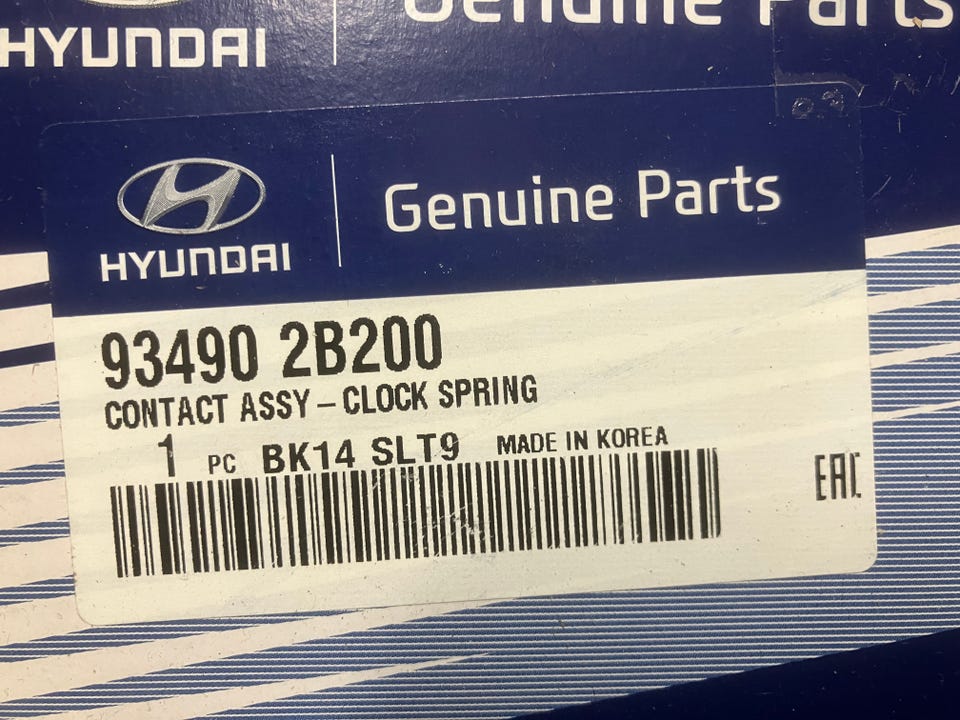 HYUNDAI
Genuine Parts
HYUNDAI
Genuine Parts
93490 2B200
CONTACT ASSY – CLOCK SPRING
1 PC BK14 SLT9 MADE IN KOREA
EAC